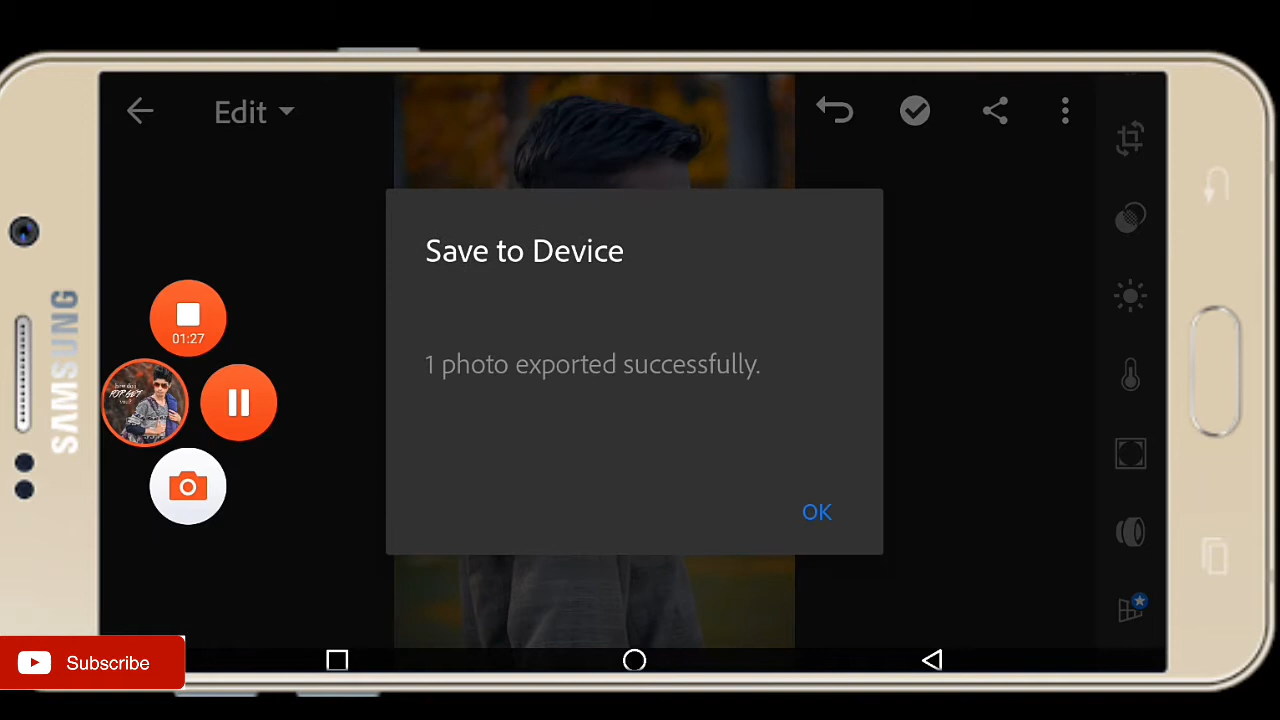 Edit
Save to Device
1 photo exported successfully.
OK
01:27
SAMSUNG
Subscribe